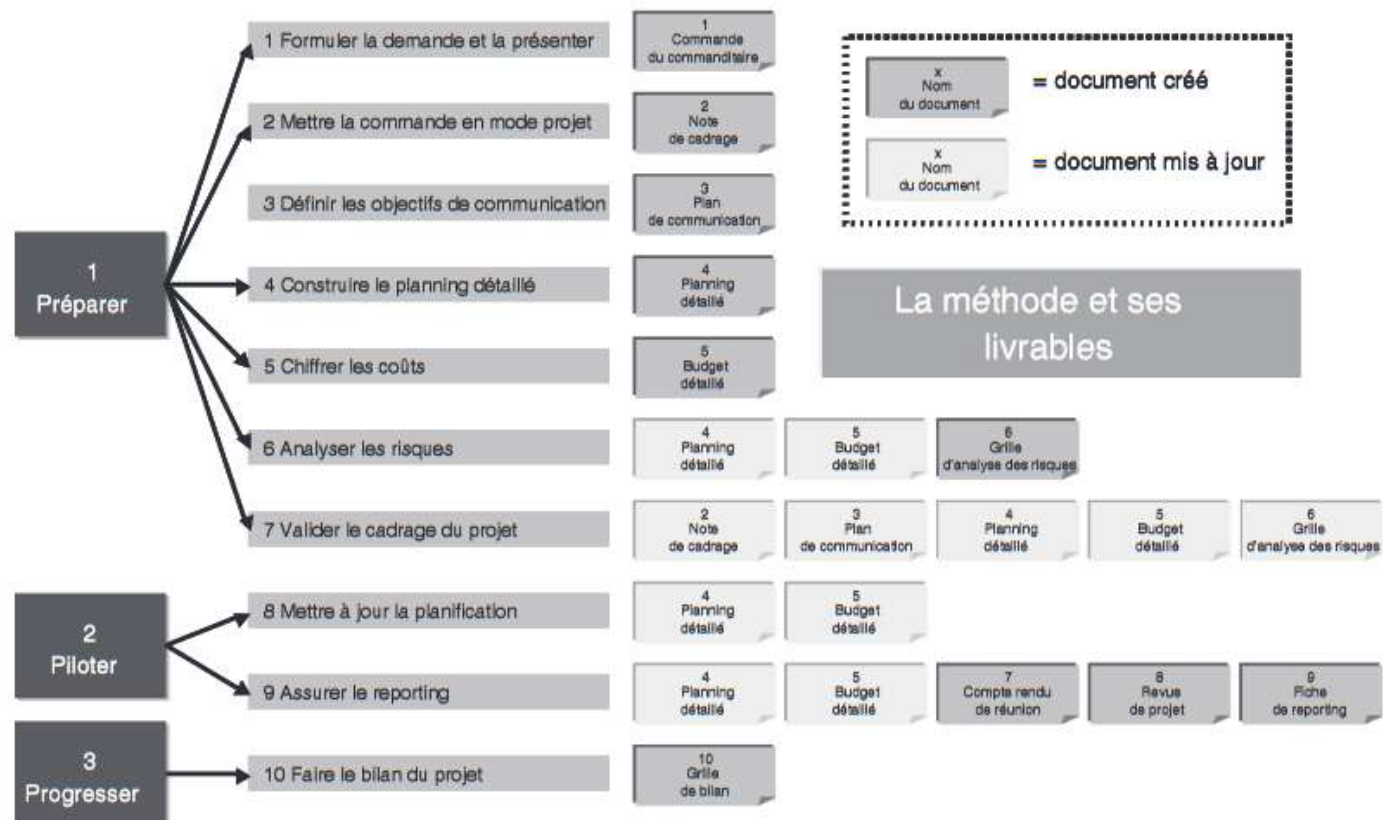 1 Formuler la demande et la présenter
1
Commande
du commanditaire
x
Nom
du document
= document créé
2 Mettre la commande en mode projet
2
Note
de cadrage
x
Nom
du document
= document mis à jour
3 Définir les objectifs de communication
3
Plan
de communication
1
Préparer
4 Construire le planning détaillé
4
Planning
détaillé
La méthode et ses
livrables
5 Chiffrer les coûts
5
Budget
détaillé
6 Analyser les risques
4
Planning
détaillé
5
Budget
détaillé
6
Grille
d'analyse des risques
7 Valider le cadrage du projet
2
Note
de cadrage
3
Plan
de communication
4
Planning
détaillé
5
Budget
détaillé
6
Grille
d'analyse des risques
2
Piloter
8 Mettre à jour la planification
4
Planning
détaillé
5
Budget
détaillé
9 Assurer le reporting
4
Planning
détaillé
5
Budget
détaillé
7
Compte rendu
de réunion
8
Revue
de projet
9
Fiche
de reporting
3
Progresser
10 Faire le bilan du projet
10
Grille
de bilan